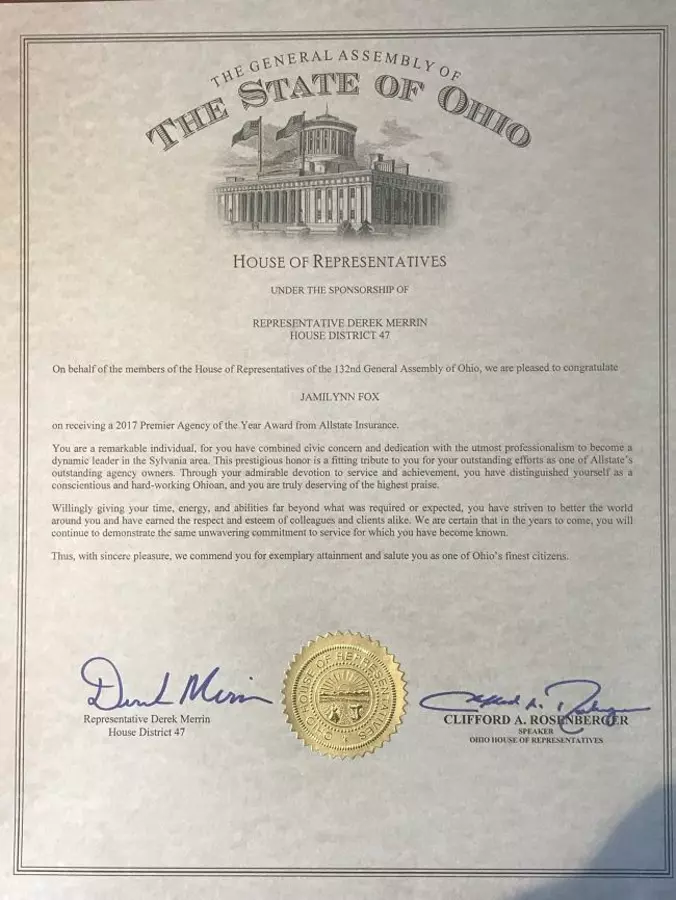 THE GENERAL ASSEMBLY OF
THE STATE OF OHIO
HOUSE OF REPRESENTATIVES
UNDER THE SPONSORSHIP OF
REPRESENTATIVE DEREK MERRIN
HOUSE DISTRICT 47
On behalf of the members of the House of Representatives of the 132nd General Assembly of Ohio, we are pleased to congratulate
JAMILYNN FOX
on receiving a 2017 Premier Agency of the Year Award from Allstate Insurance.
You are a remarkable individual, for you have combined civic concern and dedication with the utmost professionalism to become a
dynamic leader in the Sylvania area. This prestigious honor is a fitting tribute to you for your outstanding efforts as one of Allstate's
outstanding agency owners. Through your admirable devotion to service and achievement, you have distinguished yourself as a
conscientious and hard-working Ohioan, and you are truly deserving of the highest praise.
Willingly giving your time, energy, and abilities far beyond what was required or expected, you have striven to better the world
around you and have earned the respect and esteem of colleagues and clients alike. We are certain that in the years to come, you will
continue to demonstrate the same unwavering commitment to service for which you have become known.
Thus, with sincere pleasure, we commend you for exemplary attainment and salute you as one of Ohio's finest citizens.
Derek Merrin
Representative Derek Merrin
House District 47
OHIO HOUSE OF REPRESENTATIVES
Clifford A. Rosenberger
CLIFFORD A. ROSENBERGER
SPEAKER
OHIO HOUSE OF REPRESENTATIVES